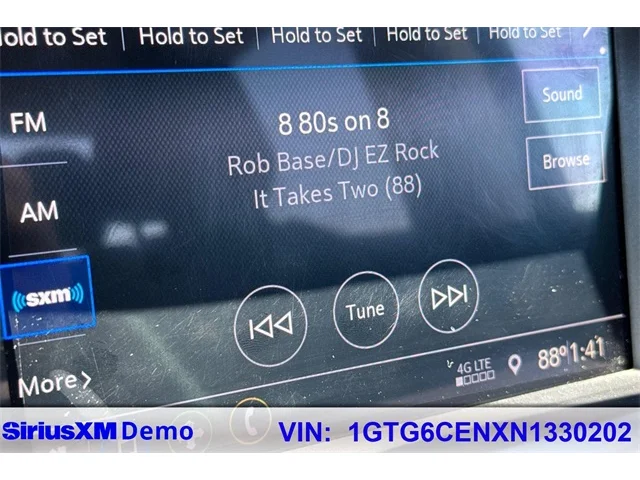 Hold to Set Hold to Set Hold to Set Hold to Set Hold to Set
Sound
FM
8 80s on 8
Rob Base/DJ EZ Rock
Browse
It Takes Two (88)
AM
sxm
Tune
4G LTE
88° 1:41
More
SiriusXM Demo VIN: 1GTG6CENXN1330202